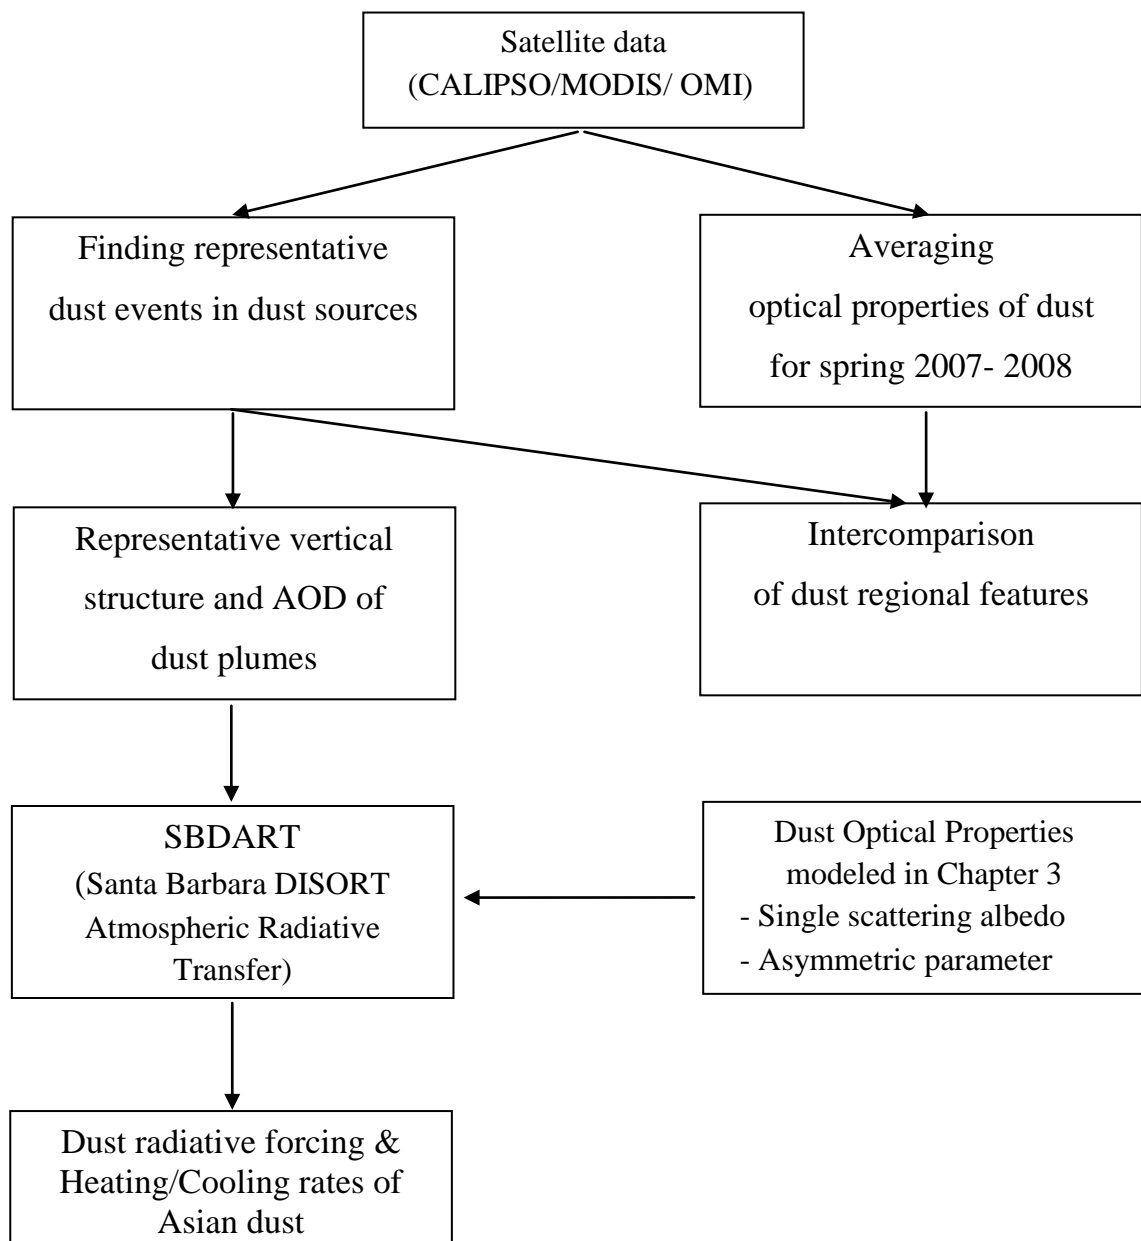 Satellite data
(CALIPSO/MODIS/ OMI)
Finding representative
dust events in dust sources
Averaging
optical properties of dust
for spring 2007- 2008
Representative vertical
structure and AOD of
dust plumes
Intercomparison
of dust regional features
SBDART
(Santa Barbara DISORT
Atmospheric Radiative
Transfer)
Dust Optical Properties
modeled in Chapter 3
- Single scattering albedo
- Asymmetric parameter
Dust radiative forcing &
Heating/Cooling rates of
Asian dust